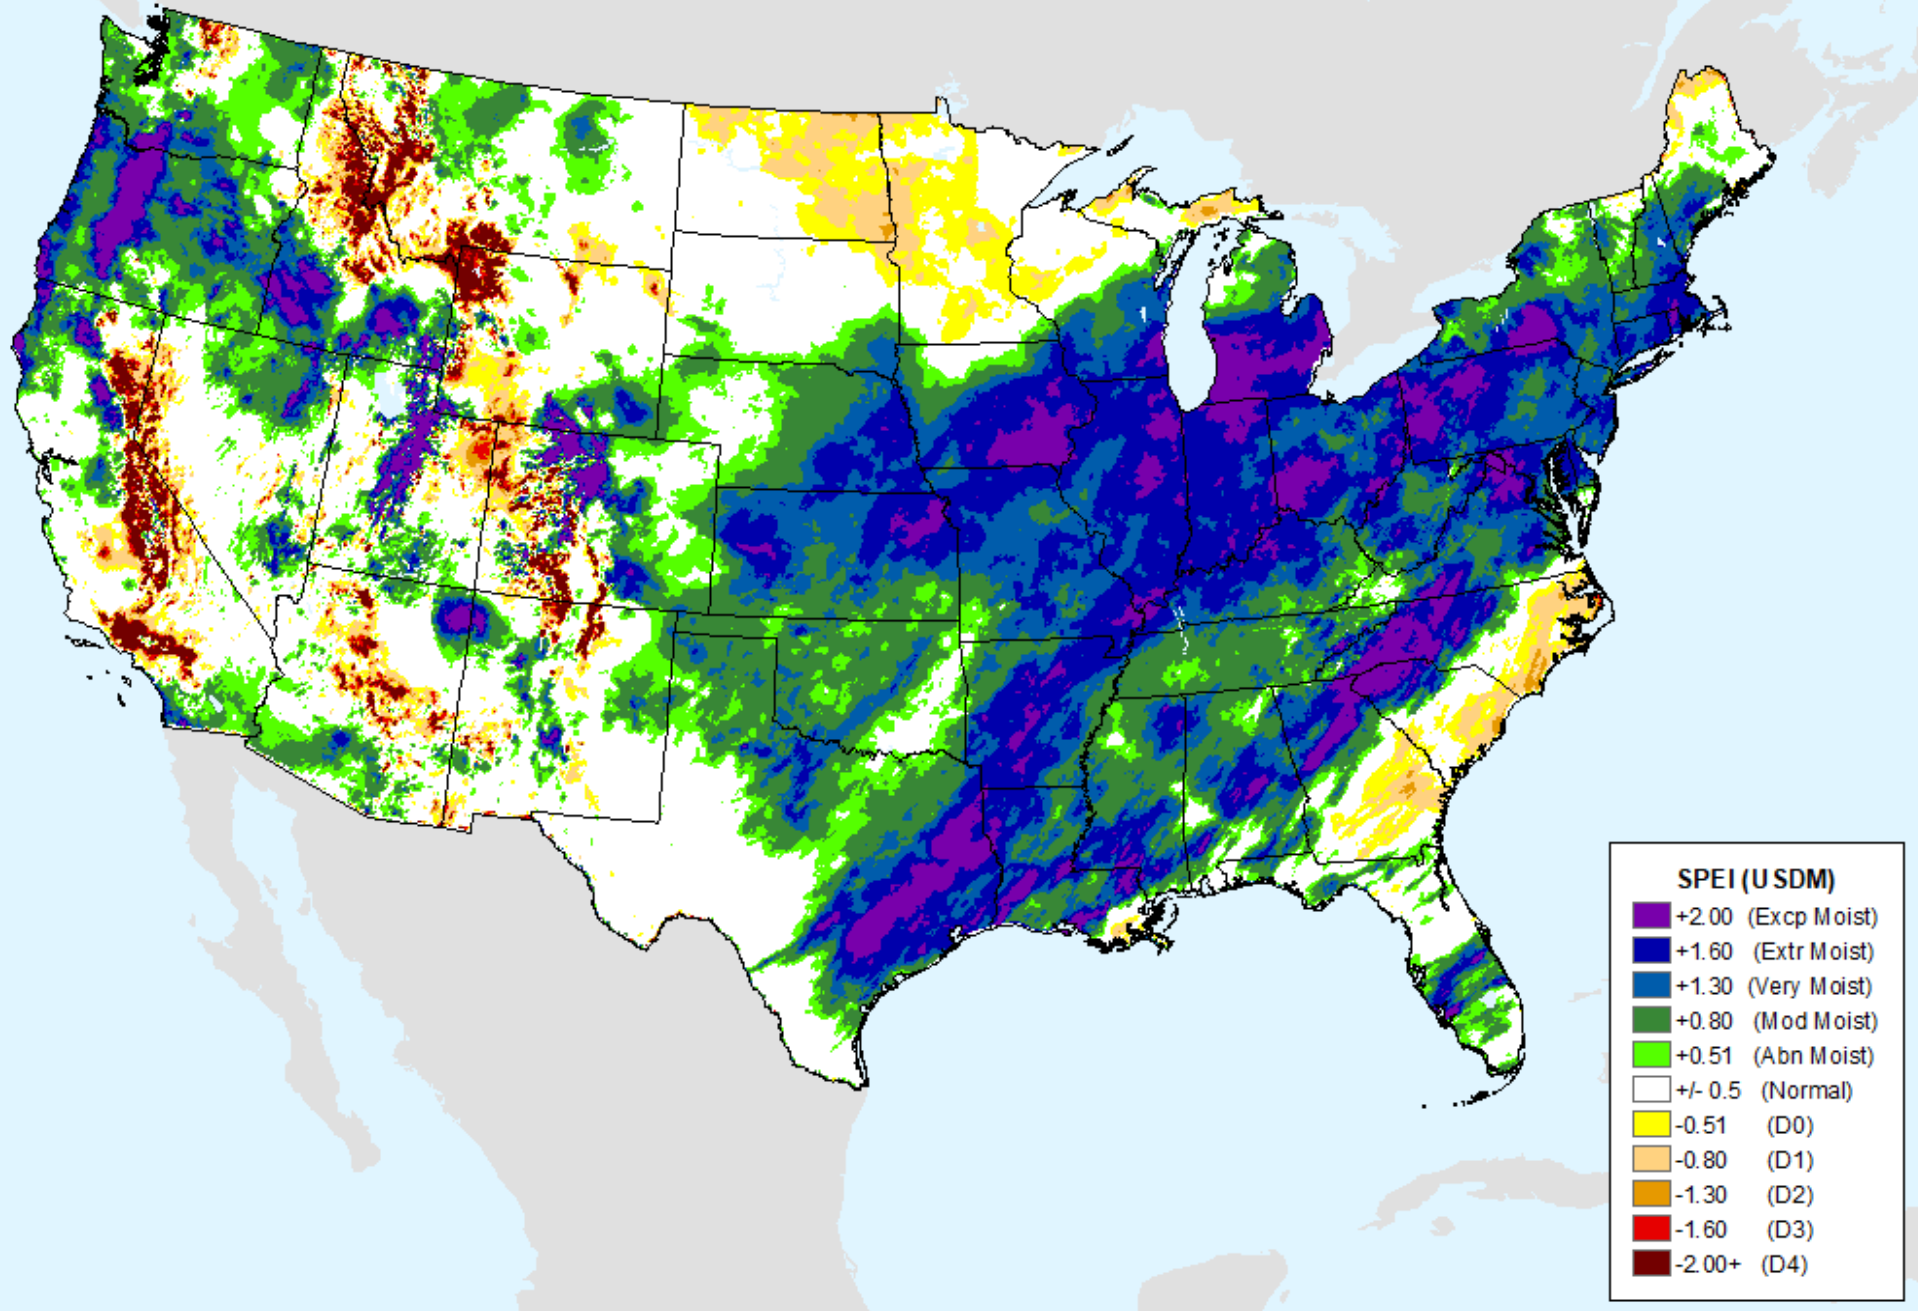 SPEI (USDM)
+2.00 (Excp Moist)
+1.60 (Extr Moist)
+1.30 (Very Moist)
+0.80 (Mod Moist)
+0.51 (Abn Moist)
+/- 0.5 (Normal)
-0.51 (D0)
-0.80 (D1)
-1.30 (D2)
-1.60 (D3)
-2.00+ (D4)